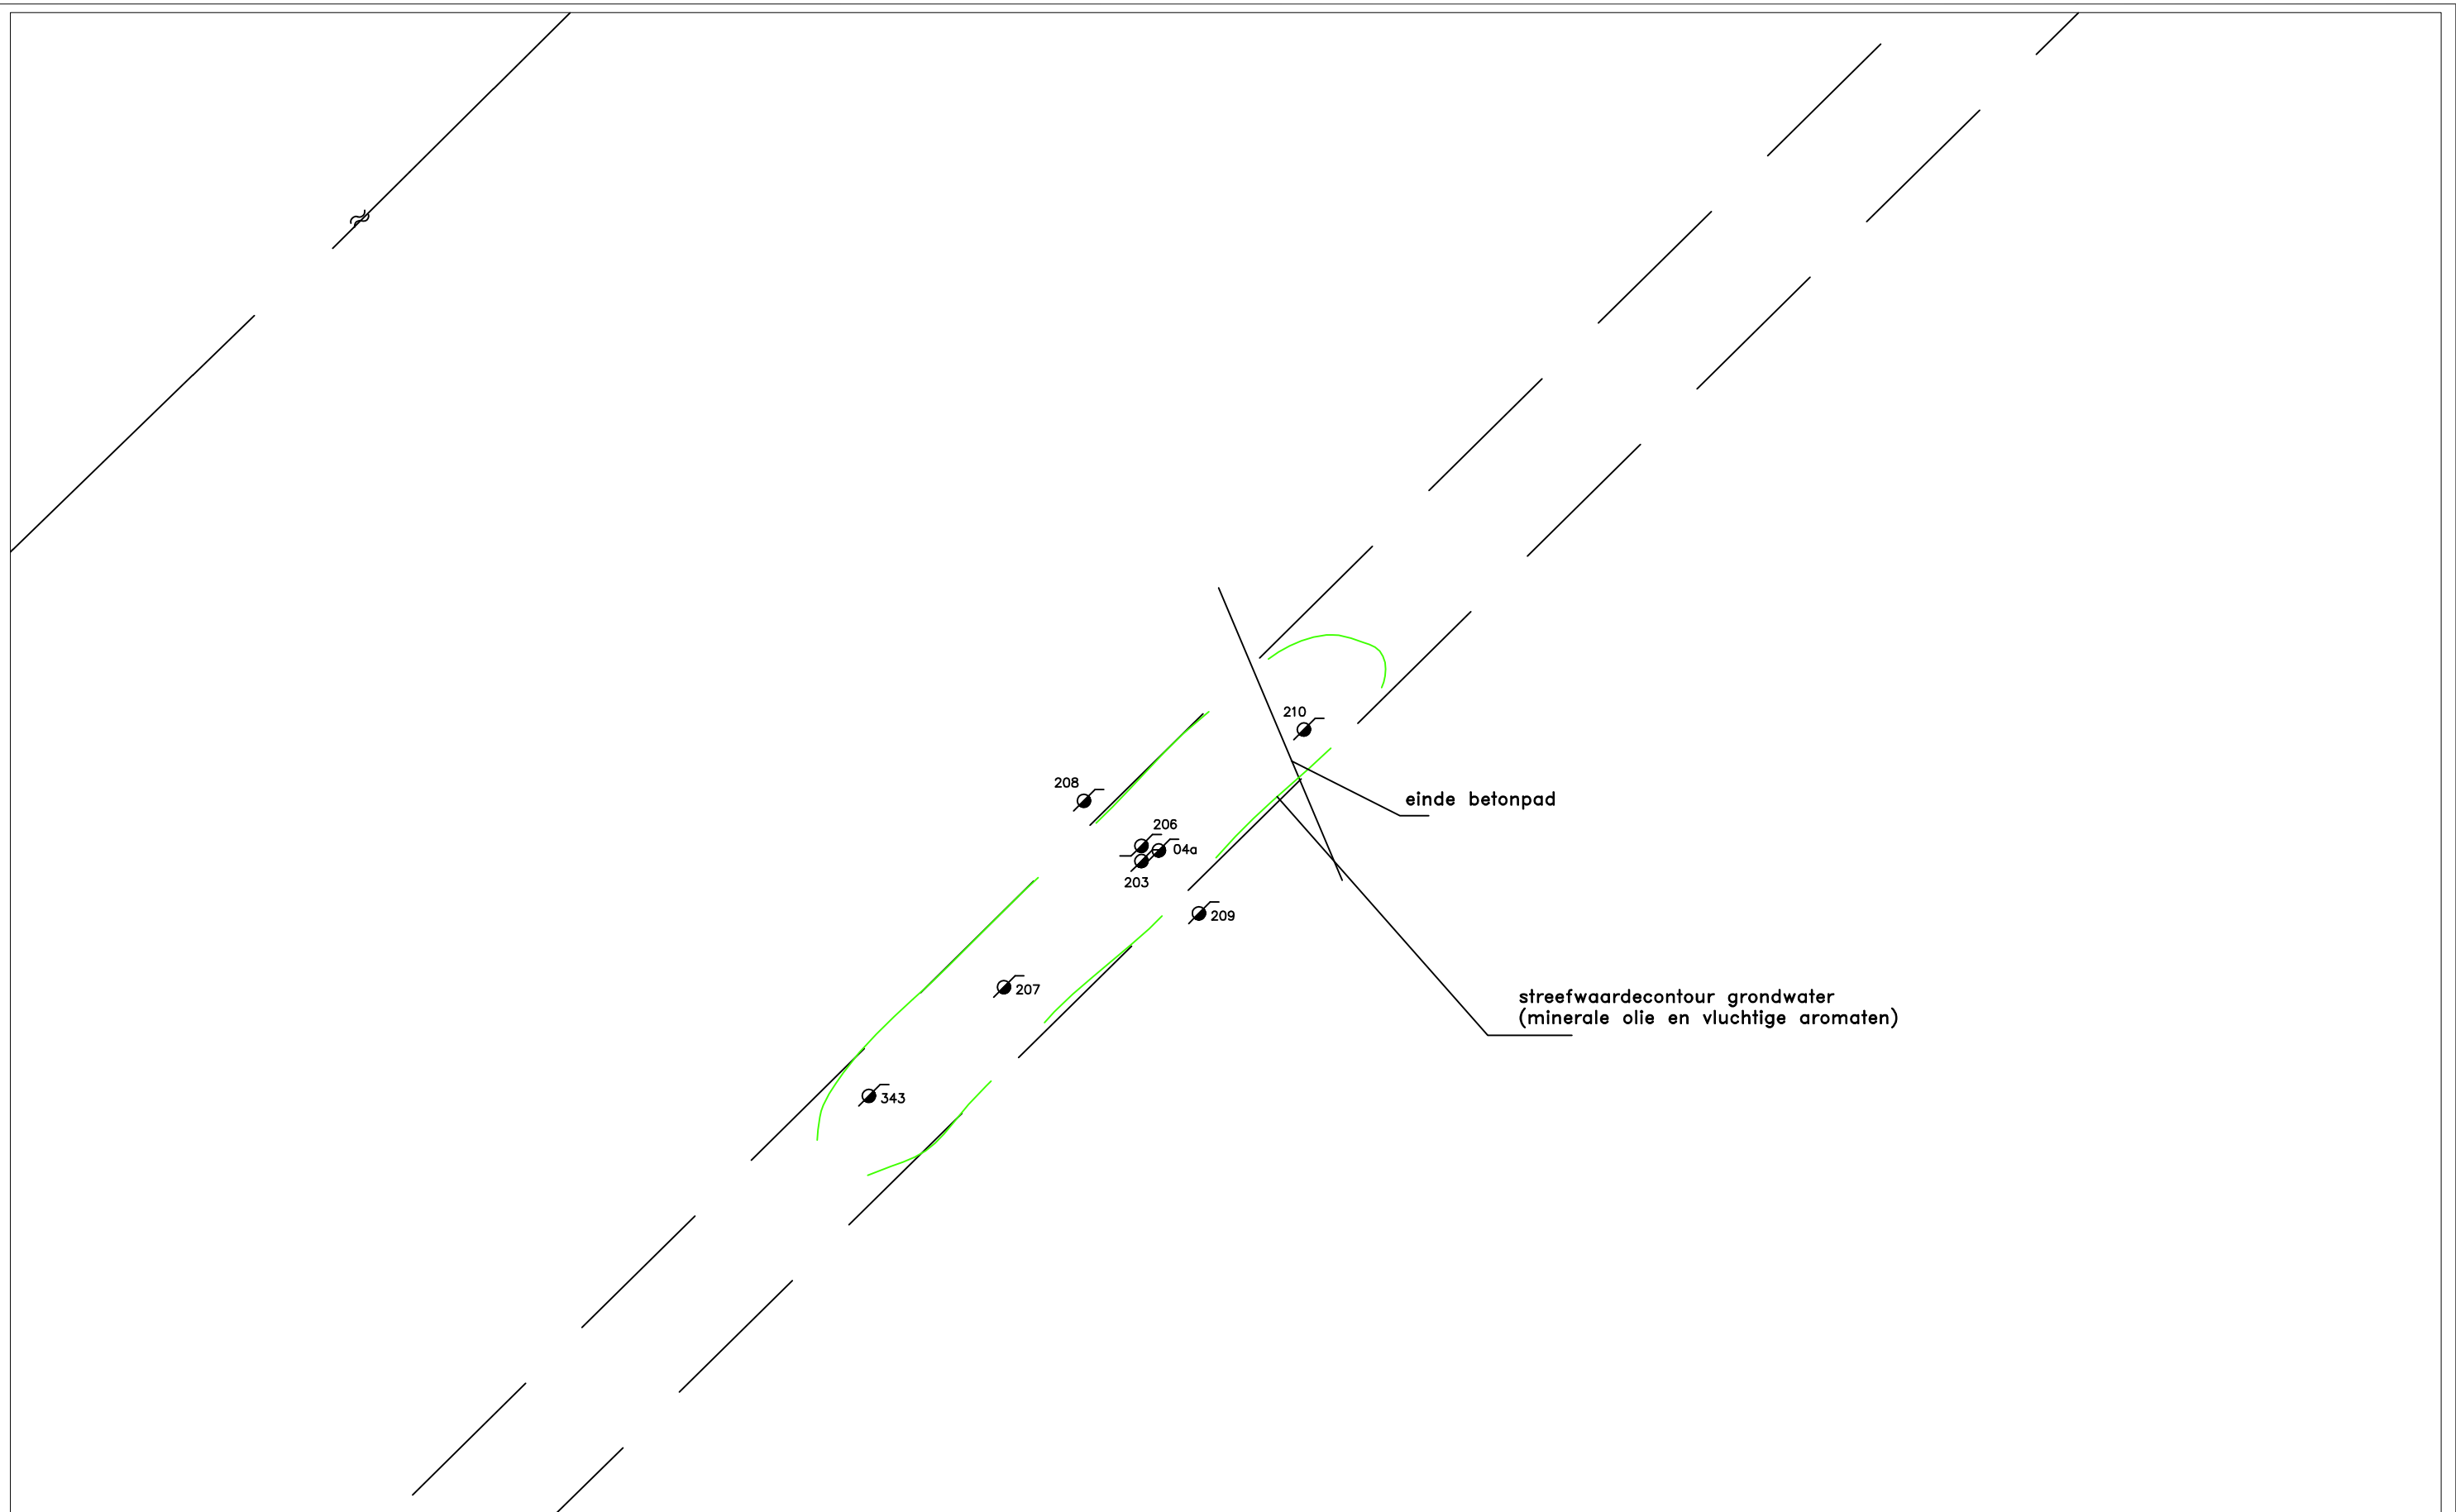 210
208
einde betonpad
206
04a
203
209
207
streefwaardecontour grondwater
(minerale olie en vluchtige aromaten)
343